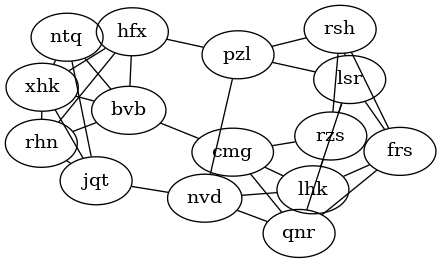 ntq
hfx
rsh
pzl
lsr
xhk
bvb
rzs
rhn
cmg
frs
jqt
lhk
nvd
qnr